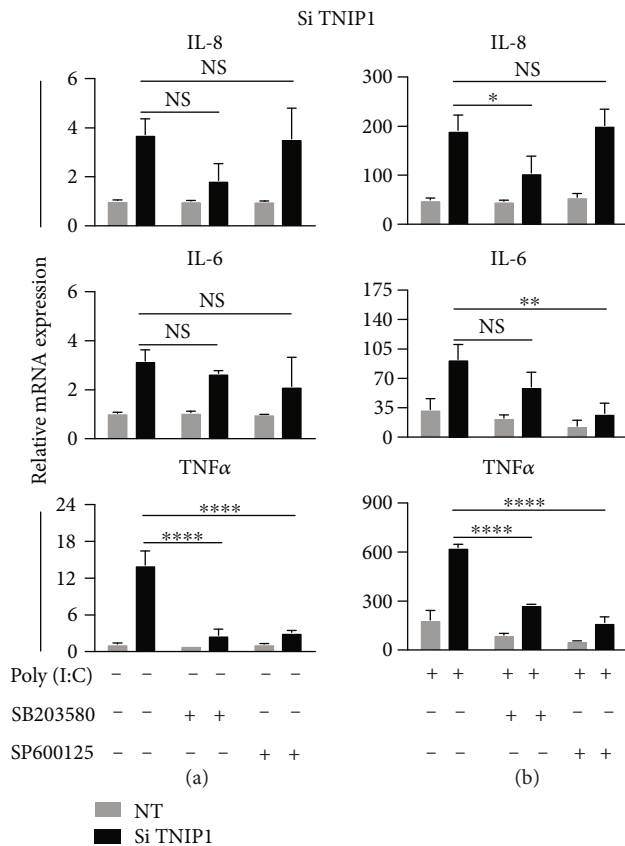 Si TNIP1
IL-8
IL-8
6
4
2
0
NS
NS
300
200
100
0
NS
*
IL-6
IL-6
6
4
2
0
NS
NS
175
140
105
70
35
0
**
NS
Relative mRNA expression
TNFα
TNFα
24
18
12
6
0
****
****
900
600
300
0
****
****
Poly (I:C) – – – – – – + + + + + +
SB203580 – – + + – – – – + + – –
SP600125 – – – – + + – – – – + +
(a)
(b)
NT
Si TNIP1